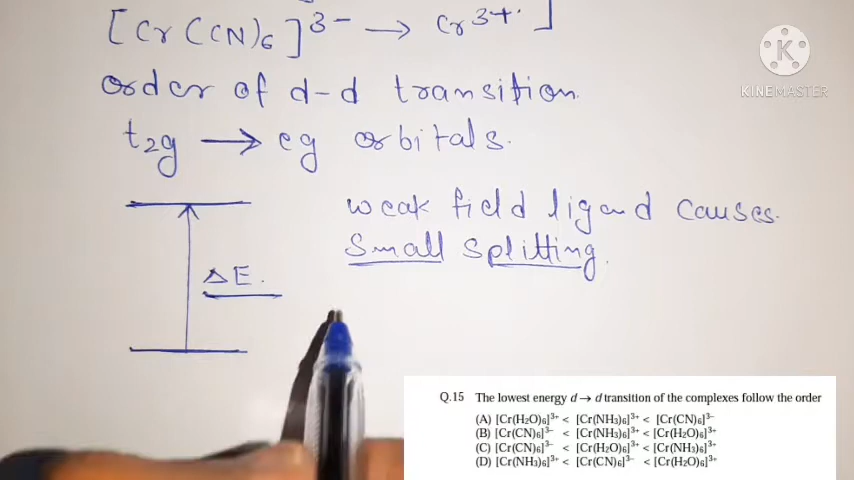 [Cr(CN)6]3- → Cr3+.]
K
KINEMASTER
order of d-d transition.
t2g → eg orbitals.
weak field ligand causes.
Small splitting.
ΔE.
Q.15 The lowest energy d → d transition of the complexes follow the order
(A) [Cr(H₂O)₆]³⁺ < [Cr(NH₃)₆]³⁺ < [Cr(CN)₆]³⁻
(B) [Cr(CN)₆]³⁻ < [Cr(NH₃)₆]³⁺ < [Cr(H₂O)₆]³⁺
(C) [Cr(CN)₆]³⁻ < [Cr(H₂O)₆]³⁺ < [Cr(NH₃)₆]³⁺
(D) [Cr(NH₃)₆]³⁺ < [Cr(CN)₆]³⁻ < [Cr(H₂O)₆]³⁺